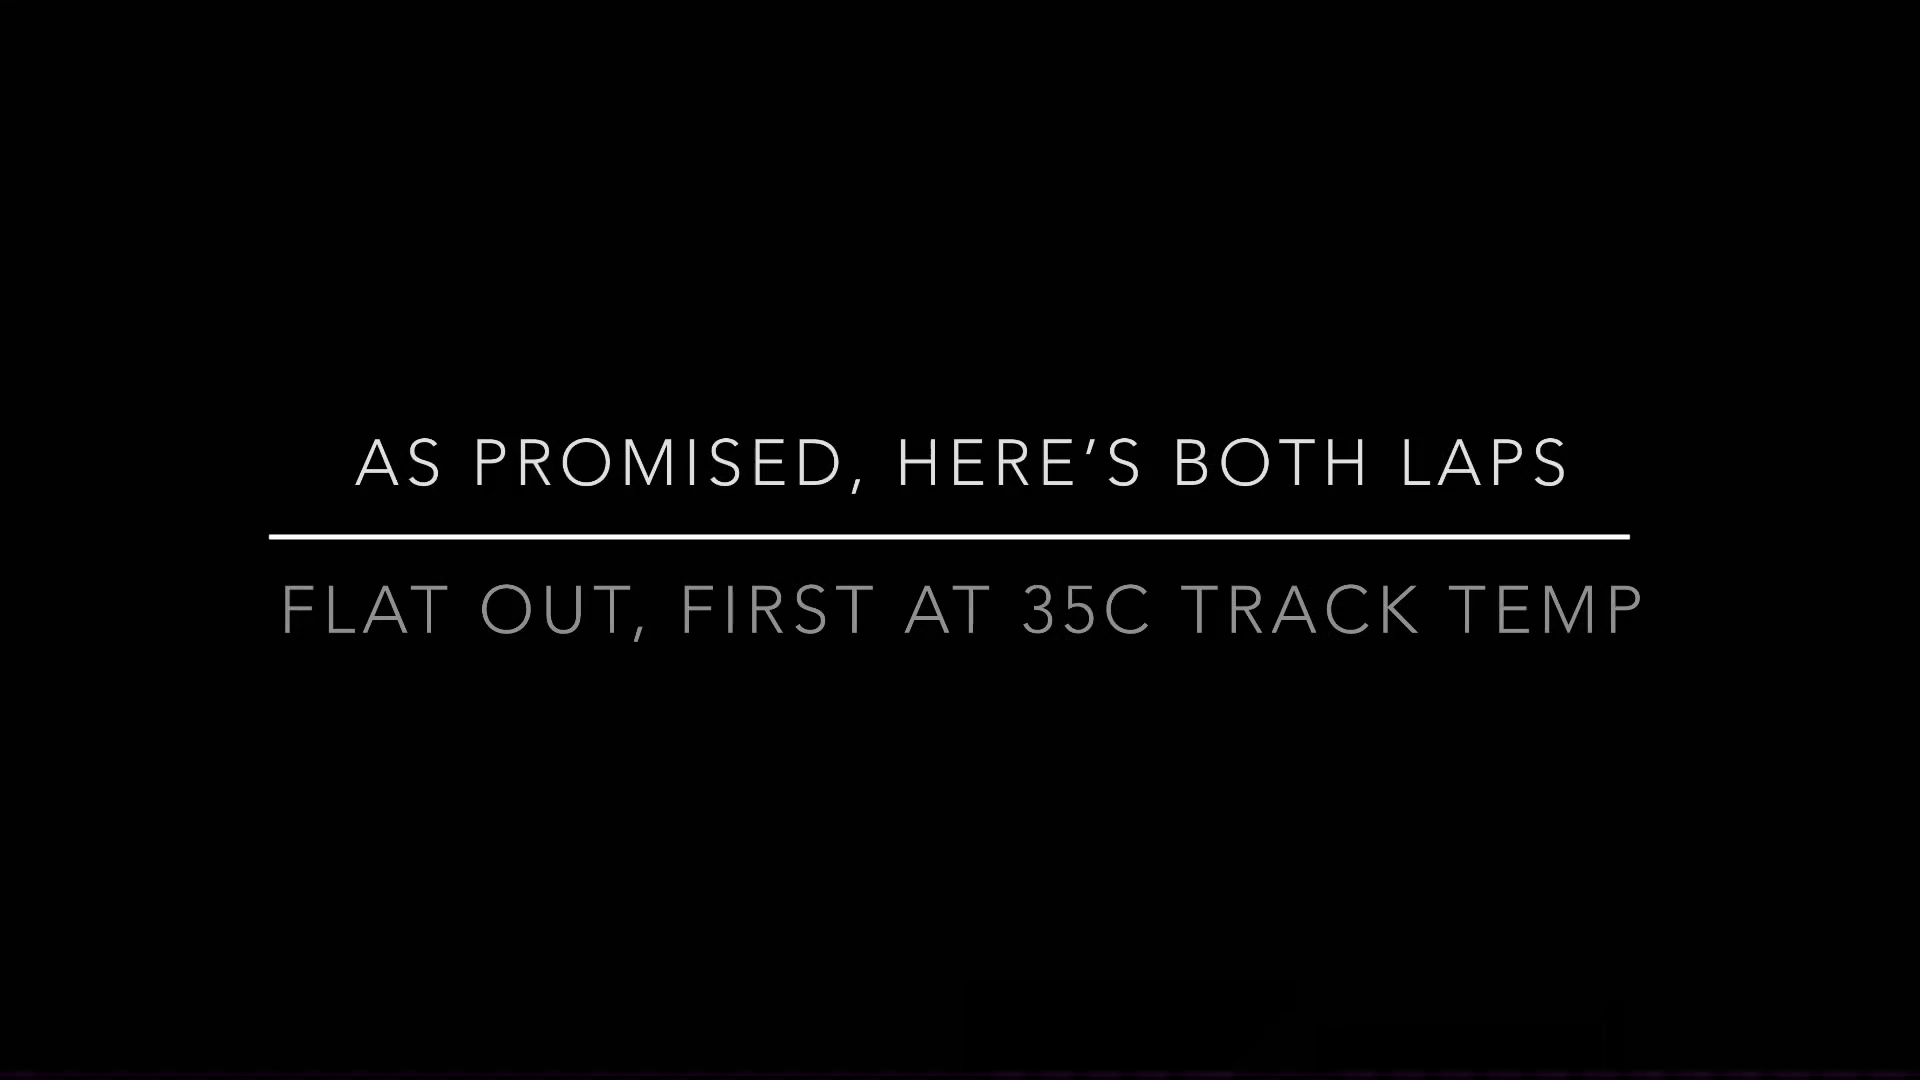 AS PROMISED, HERE’S BOTH LAPS
FLAT OUT, FIRST AT 35C TRACK TEMP